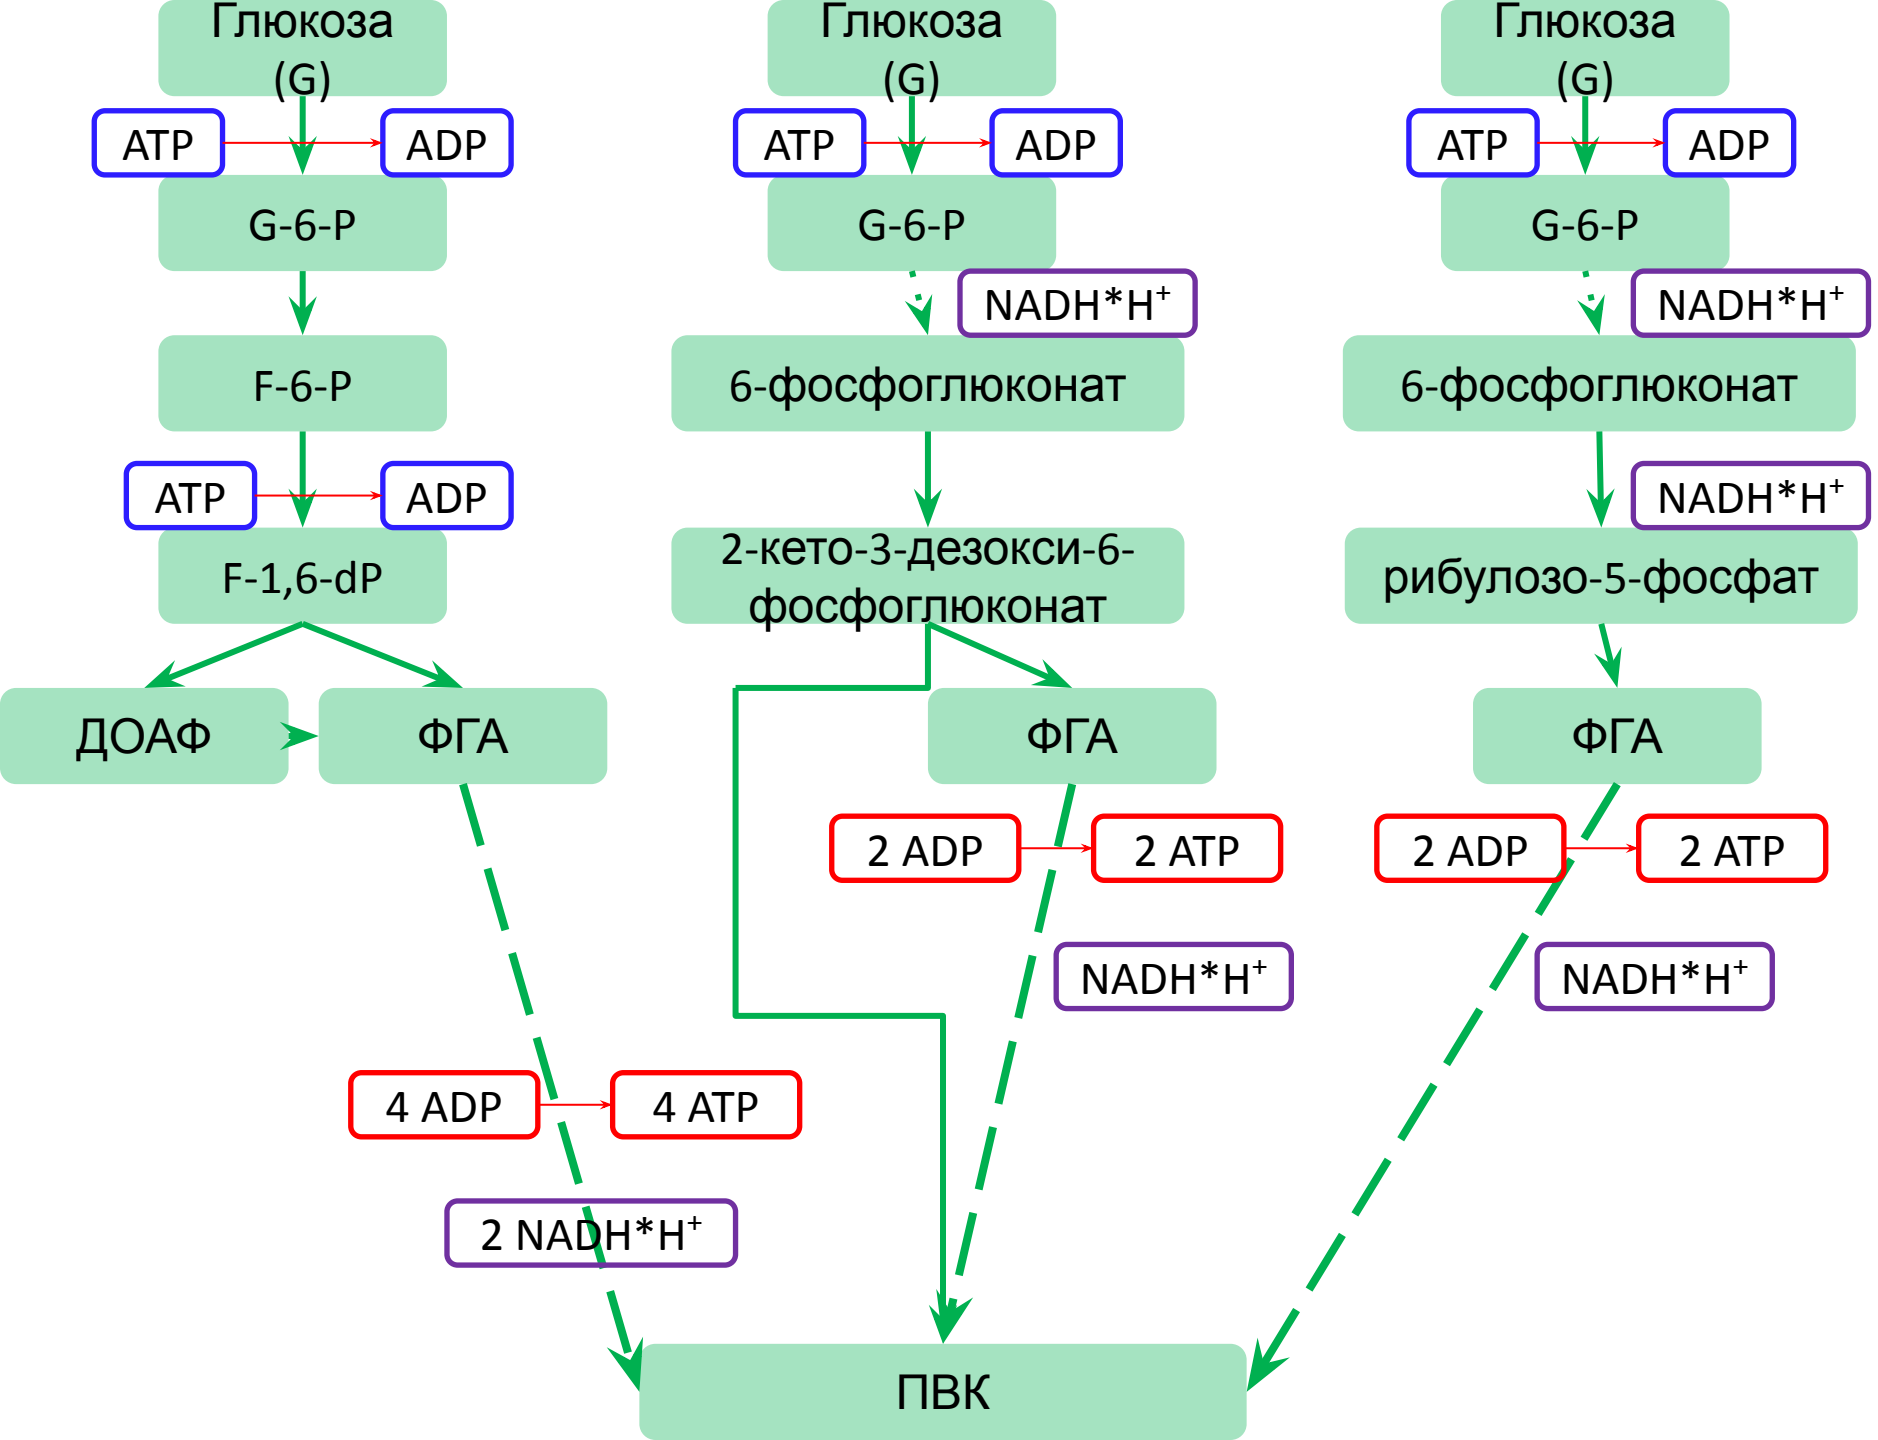 Глюкоза
(G)
ATP
ADP
G-6-P
F-6-P
ATP
ADP
F-1,6-dP
ДОАФ
ФГА
4 ADP
4 ATP
2 NADH*H⁺
Глюкоза
(G)
ATP
ADP
G-6-P
NADH*H⁺
6-фосфоглюконат
2-кето-3-дезокси-6-
фосфоглюконат
ФГА
2 ADP
2 ATP
NADH*H⁺
Глюкоза
(G)
ATP
ADP
G-6-P
NADH*H⁺
6-фосфоглюконат
NADH*H⁺
рибулозо-5-фосфат
ФГА
2 ADP
2 ATP
NADH*H⁺
ПВК